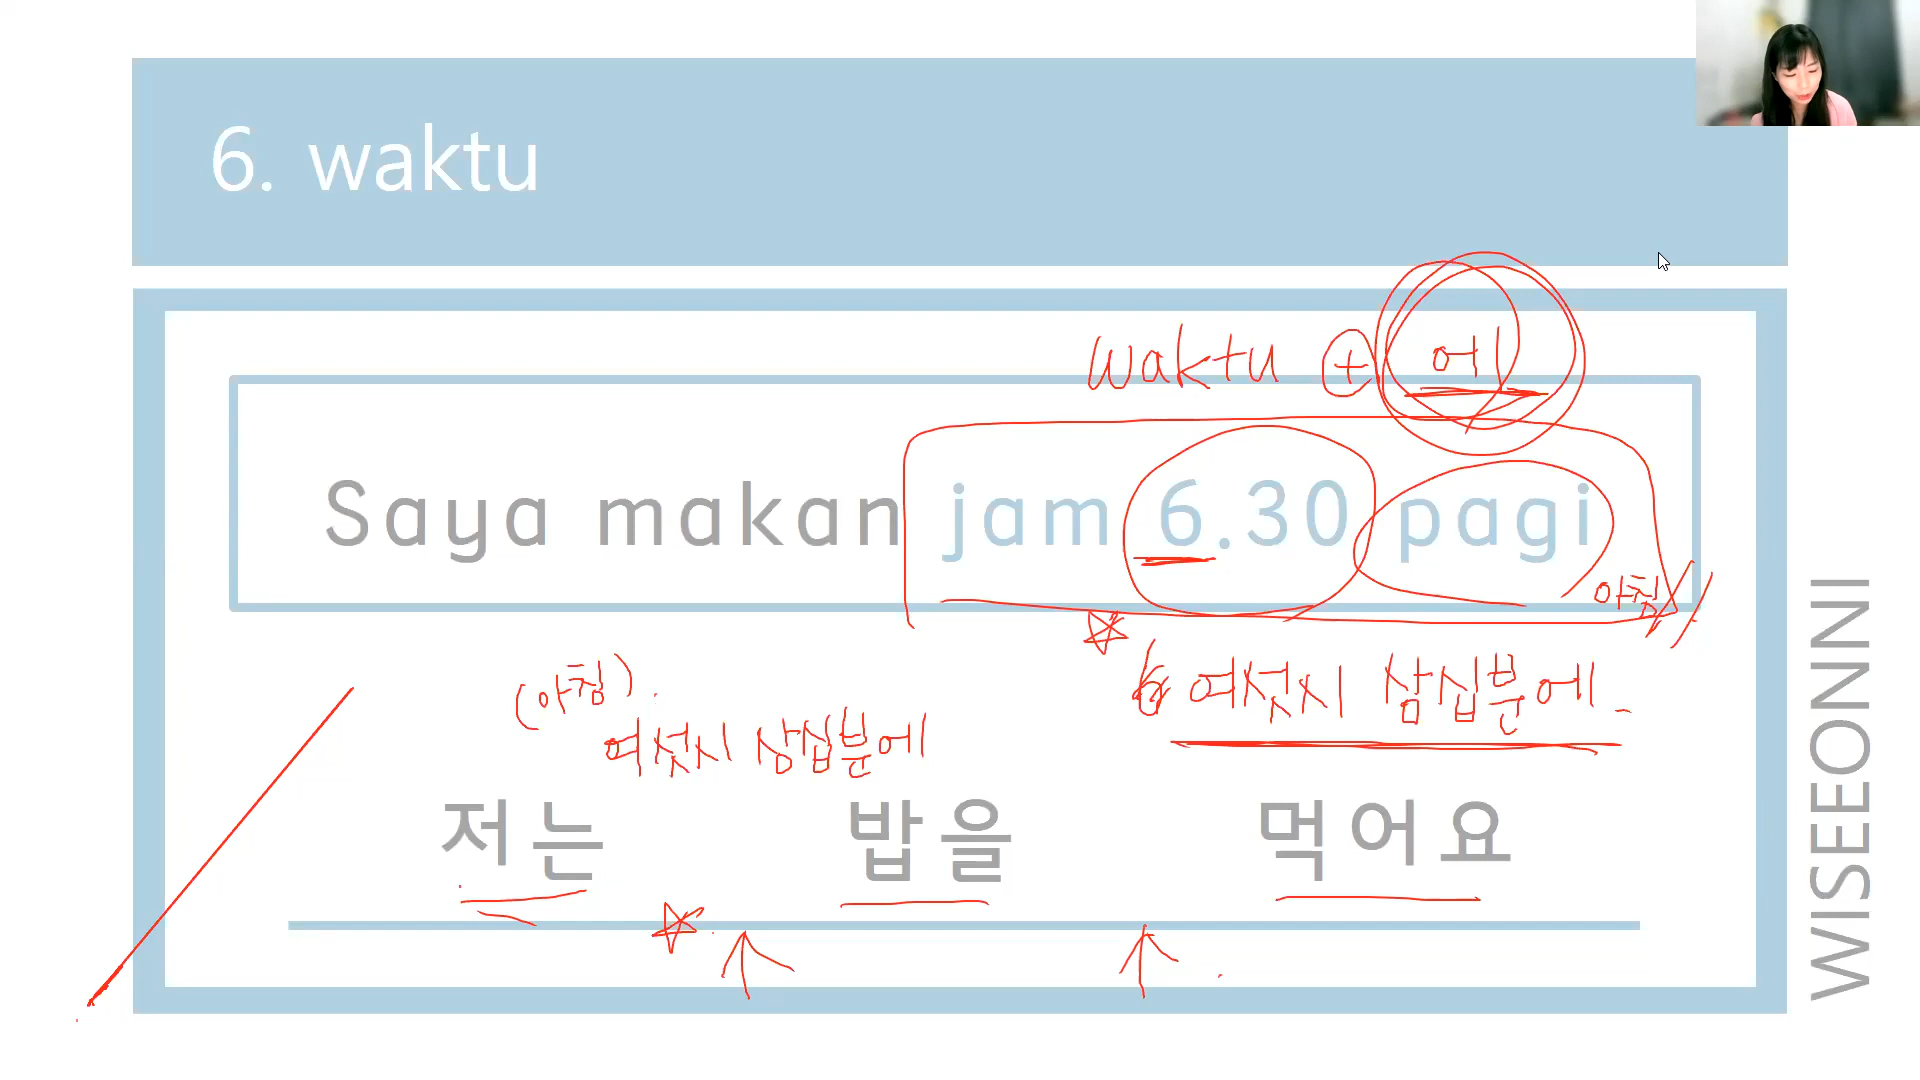 6. waktu
waktu + 에
Saya makan jam 6.30 pagi
아침
(아침).
6 여섯시 삼십분에
여섯시 삼십분에
저는 밥을 먹어요
WISEEONNI